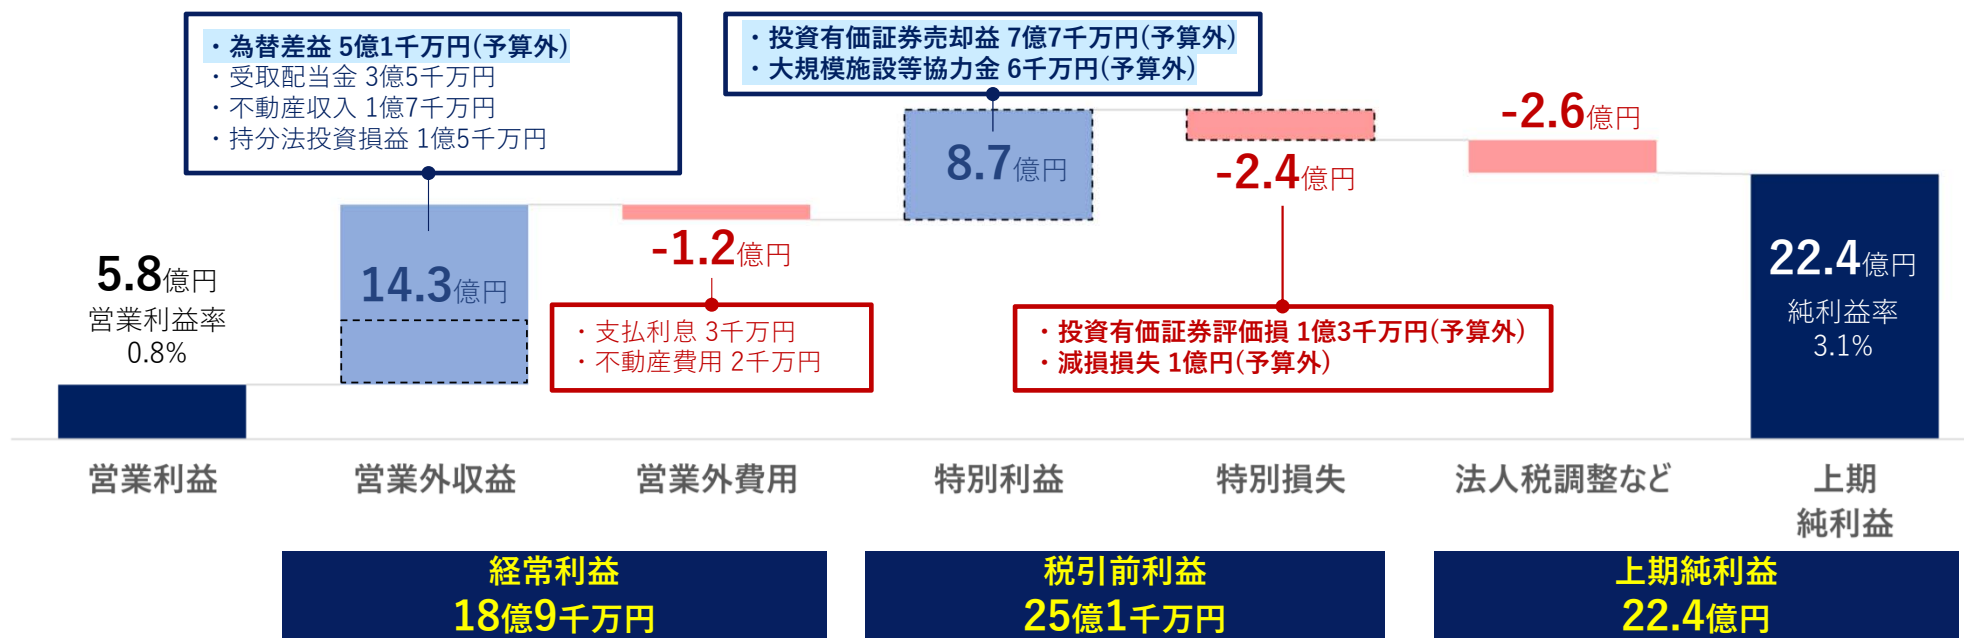 ・為替差益 5億1千万円(予算外)
・受取配当金 3億5千万円
・不動産収入 1億7千万円
・持分法投資損益 1億5千万円
・投資有価証券売却益 7億7千万円(予算外)
・大規模施設等協力金 6千万円(予算外)
5.8億円
営業利益率
0.8%
14.3億円
-1.2億円
・支払利息 3千万円
・不動産費用 2千万円
8.7億円
-2.4億円
・投資有価証券評価損 1億3千万円(予算外)
・減損損失 1億円(予算外)
-2.6億円
22.4億円
純利益率
3.1%
営業利益
営業外収益
営業外費用
特別利益
特別損失
法人税調整など
上期
純利益
経常利益
18億9千万円
税引前利益
25億1千万円
上期純利益
22.4億円